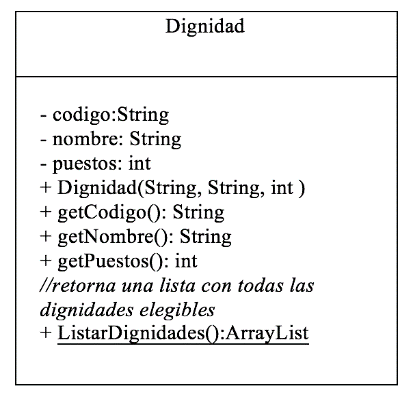 Dignidad
- codigo:String
- nombre: String
- puestos: int
+ Dignidad(String, String, int )
+ getCodigo(): String
+ getNombre(): String
+ getPuestos(): int
//retorna una lista con todas las
dignidades elegibles
+ ListarDignidades():ArrayList